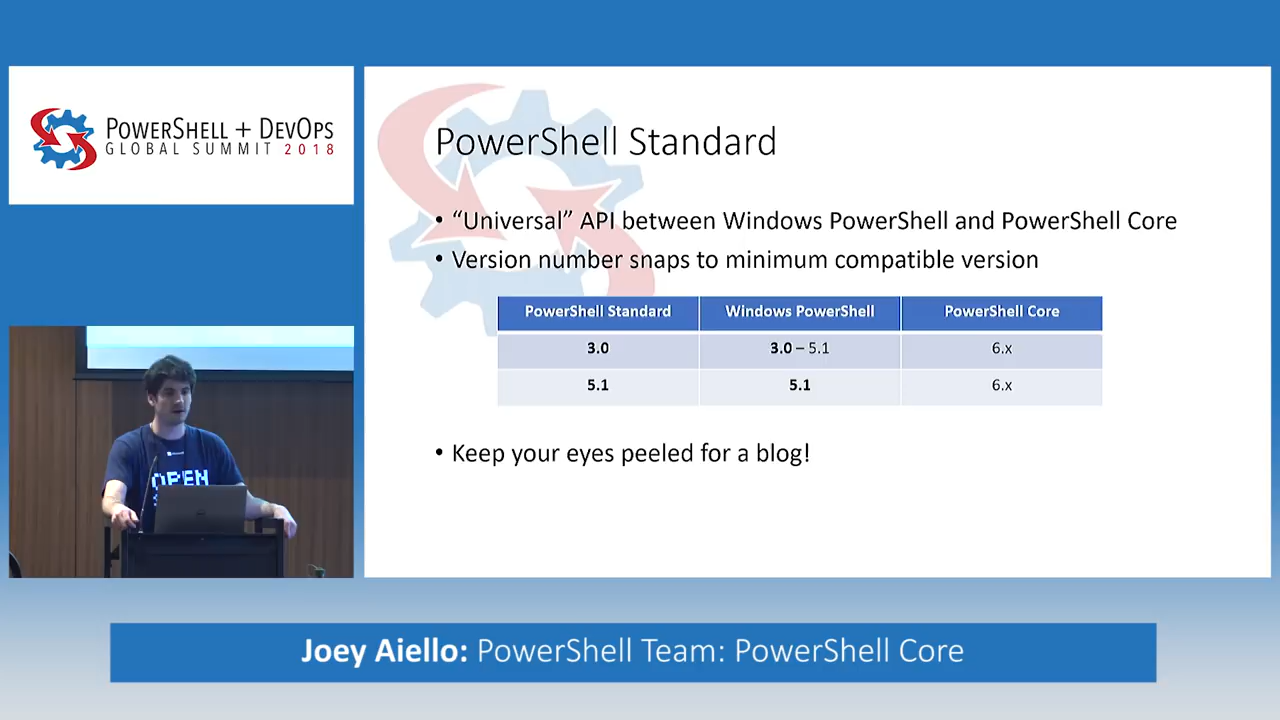 POWERSHELL + DEVOPS
GLOBAL SUMMIT 2018
PowerShell Standard
• “Universal” API between Windows PowerShell and PowerShell Core
• Version number snaps to minimum compatible version
PowerShell Standard Windows PowerShell PowerShell Core
3.0 3.0 – 5.1 6.x
5.1 5.1 6.x
• Keep your eyes peeled for a blog!
OPEN
Joey Aiello: PowerShell Team: PowerShell Core